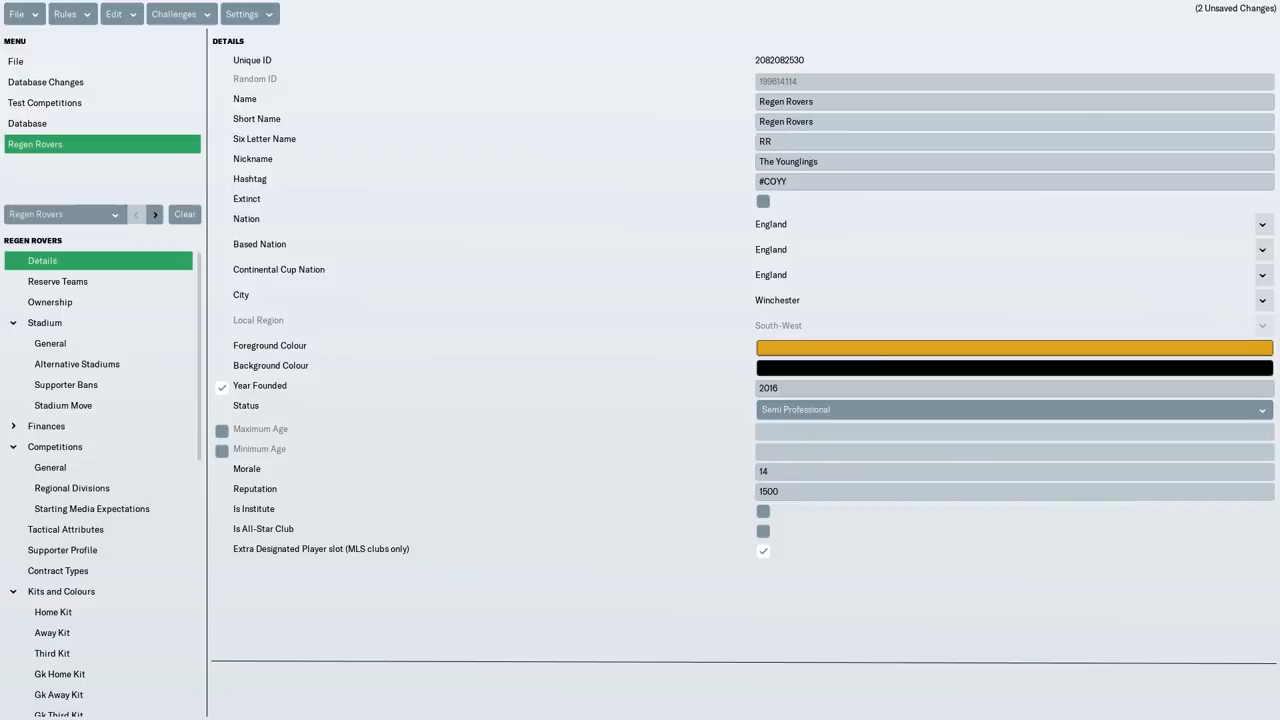 File
Rules
Edit
Challenges
Settings
(2 Unsaved Changes)
MENU
File
Database Changes
Test Competitions
Database
Regen Rovers
Regen Rovers
Clear
REGEN ROVERS
Details
Reserve Teams
Ownership
Stadium
General
Alternative Stadiums
Supporter Bans
Stadium Move
Finances
Competitions
General
Regional Divisions
Starting Media Expectations
Tactical Attributes
Supporter Profile
Contract Types
Kits and Colours
Home Kit
Away Kit
Third Kit
Gk Home Kit
Gk Away Kit
Gk Third Kit
DETAILS
Unique ID 2082082530
Random ID 199614114
Name Regen Rovers
Short Name Regen Rovers
Six Letter Name RR
Nickname The Younglings
Hashtag #COYY
Extinct
Nation England
Based Nation England
Continental Cup Nation England
City Winchester
Local Region South-West
Foreground Colour
Background Colour
Year Founded 2016
Status Semi Professional
Maximum Age
Minimum Age
Morale 14
Reputation 1500
Is Institute
Is All-Star Club
Extra Designated Player slot (MLS clubs only)